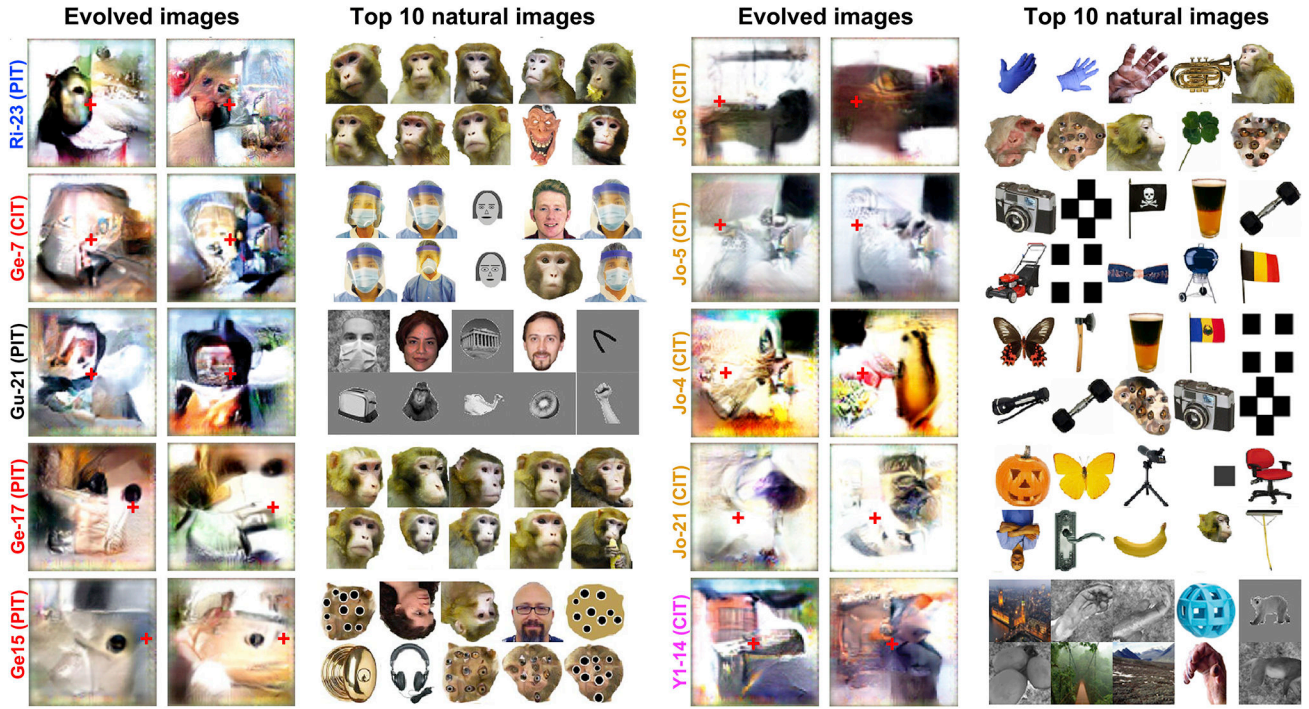 Evolved images
Top 10 natural images
Evolved images
Top 10 natural images
Ri-23 (PIT)
Ge-7 (CIT)
Gu-21 (PIT)
Ge-17 (PIT)
Ge15 (PIT)
Jo-6 (CIT)
Jo-5 (CIT)
Jo-4 (CIT)
Jo-21 (CIT)
Y1-14 (CIT)